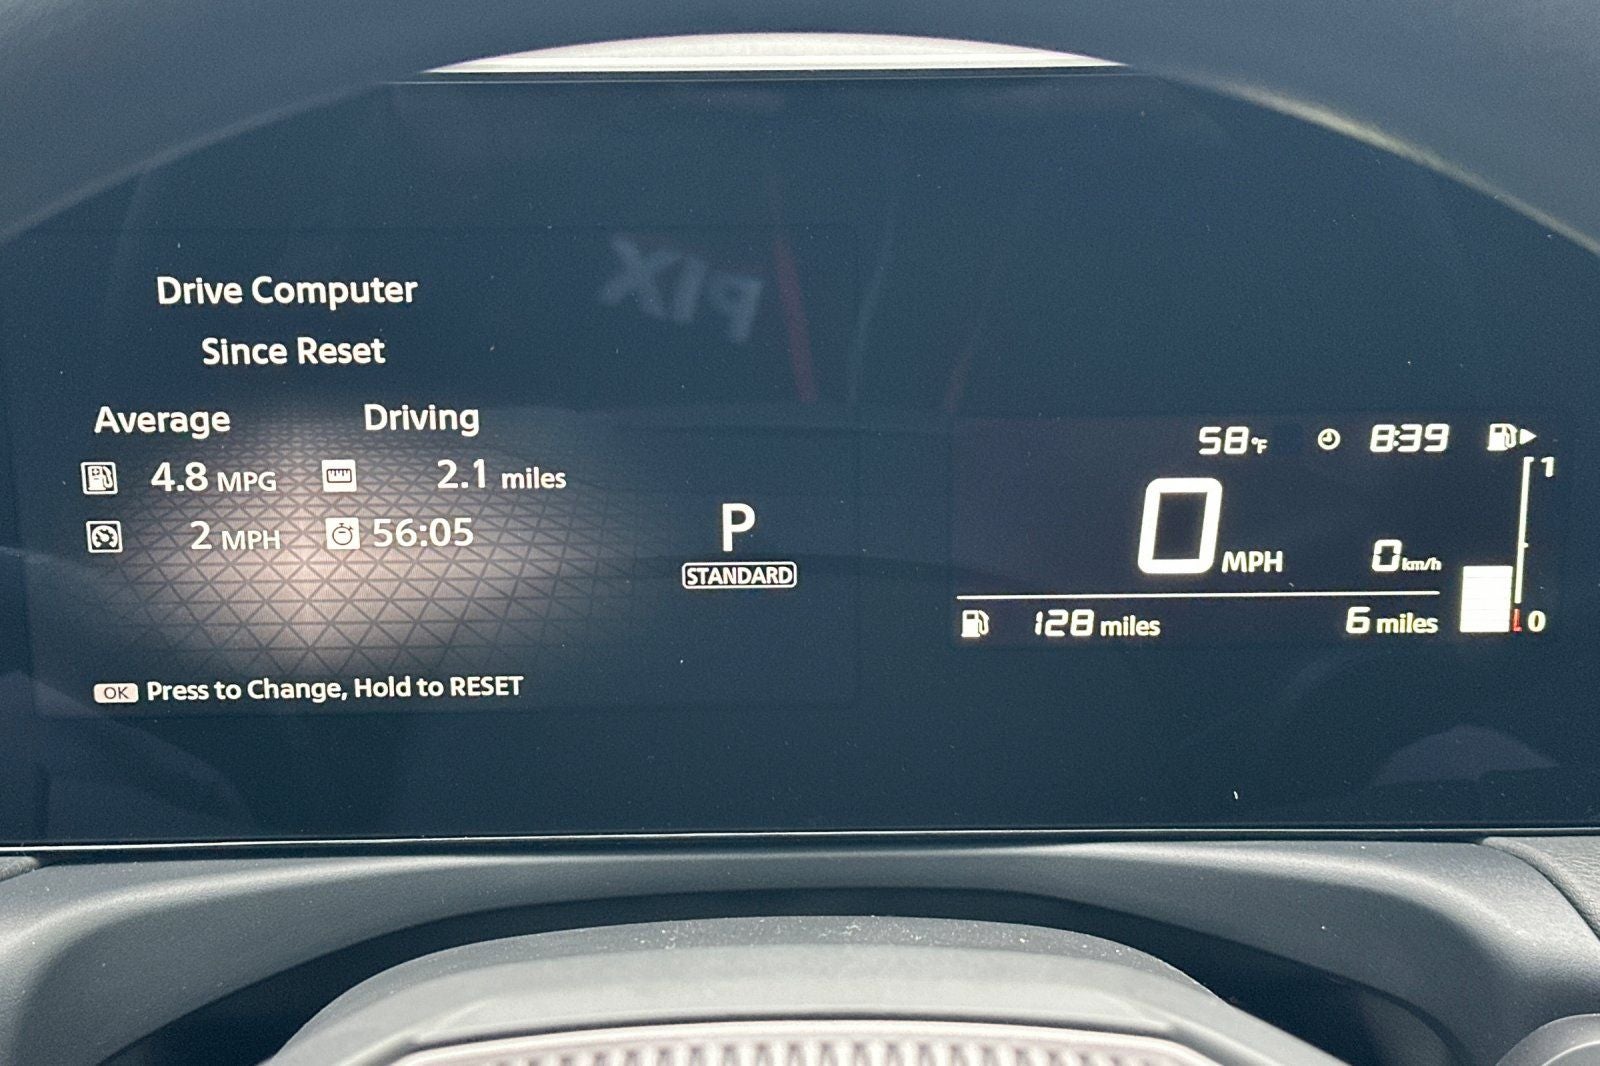 PIX
Drive Computer
Since Reset
Average Driving
4.8 MPG 2.1 miles
2 MPH 56:05
OK Press to Change, Hold to RESET
P
STANDARD
58°F 8:39
1
0 MPH 0 km/h
128 miles 6 miles
0